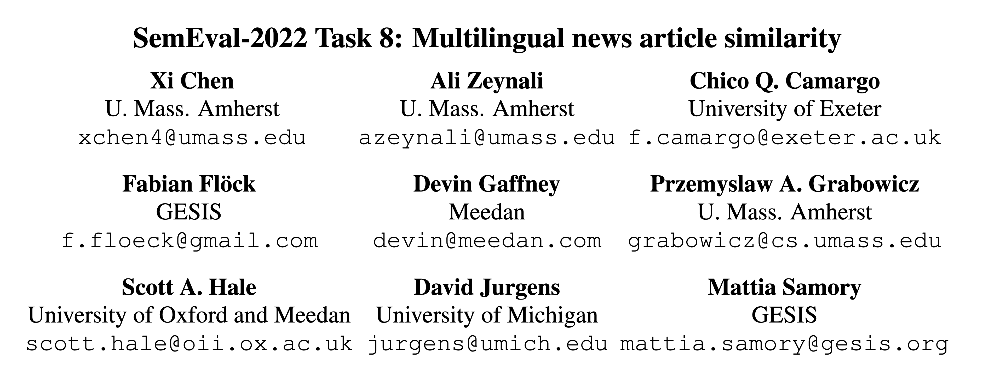 SemEval-2022 Task 8: Multilingual news article similarity
Xi Chen
U. Mass. Amherst
xchen4@umass.edu
Ali Zeynali
U. Mass. Amherst
azeynali@umass.edu
Chico Q. Camargo
University of Exeter
f.camargo@exeter.ac.uk
Fabian Flöck
GESIS
f.floeck@gmail.com
Devin Gaffney
Meedan
devin@meedan.com
Przemyslaw A. Grabowicz
U. Mass. Amherst
grabowicz@cs.umass.edu
Scott A. Hale
University of Oxford and Meedan
scott.hale@oii.ox.ac.uk
David Jurgens
University of Michigan
jurgens@umich.edu
Mattia Samory
GESIS
mattia.samory@gesis.org